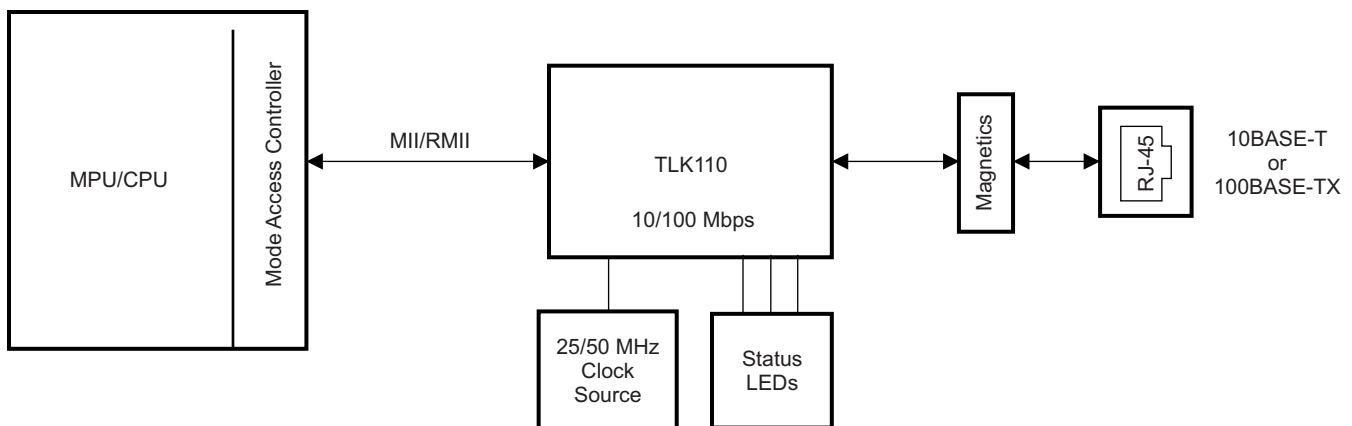 MPU/CPU
Mode Access Controller
MII/RMII
TLK110
10/100 Mbps
Magnetics
RJ-45
10BASE-T
or
100BASE-TX
25/50 MHz
Clock
Source
Status
LEDs